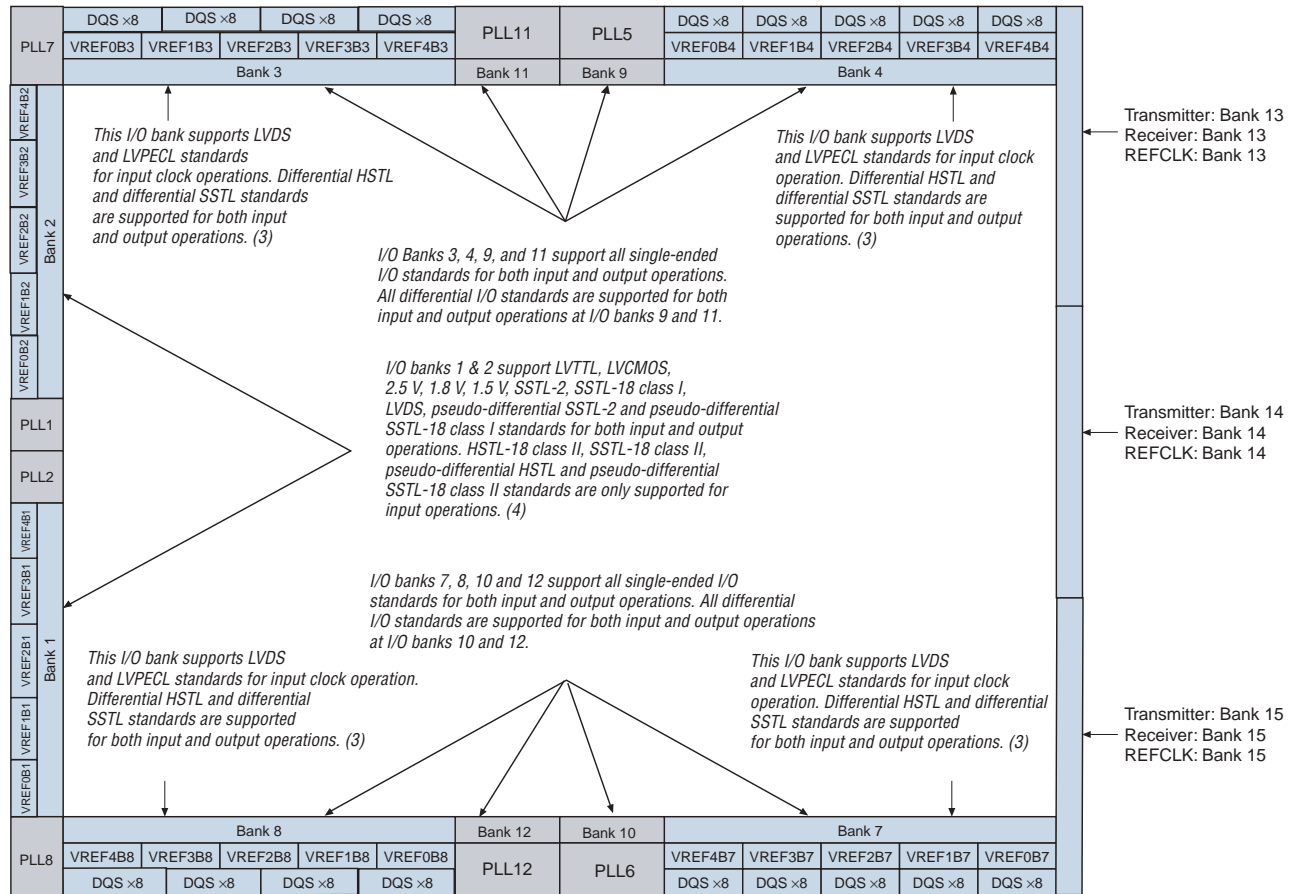 PLL7
DQS ×8
DQS ×8
DQS ×8
DQS ×8
VREF0B3
VREF1B3
VREF2B3
VREF3B3
VREF4B3
Bank 3
PLL11
PLL5
Bank 11
Bank 9
DQS ×8
DQS ×8
DQS ×8
DQS ×8
DQS ×8
VREF0B4
VREF1B4
VREF2B4
VREF3B4
VREF4B4
Bank 4
VREF4B2
VREF3B2
VREF2B2
VREF1B2
VREF0B2
Bank 2
This I/O bank supports LVDS
and LVPECL standards
for input clock operations. Differential HSTL
and differential SSTL standards
are supported for both input
and output operations. (3)
This I/O bank supports LVDS
and LVPECL standards for input clock
operation. Differential HSTL and
differential SSTL standards are
supported for both input and output
operations. (3)
Transmitter: Bank 13
Receiver: Bank 13
REFCLK: Bank 13
I/O Banks 3, 4, 9, and 11 support all single-ended
I/O standards for both input and output operations.
All differential I/O standards are supported for both
input and output operations at I/O banks 9 and 11.
I/O banks 1 & 2 support LVTTL, LVCMOS,
2.5 V, 1.8 V, 1.5 V, SSTL-2, SSTL-18 class I,
LVDS, pseudo-differential SSTL-2 and pseudo-differential
SSTL-18 class I standards for both input and output
operations. HSTL-18 class II, SSTL-18 class II,
pseudo-differential HSTL and pseudo-differential
SSTL-18 class II standards are only supported for
input operations. (4)
PLL1
PLL2
Transmitter: Bank 14
Receiver: Bank 14
REFCLK: Bank 14
VREF4B1
VREF3B1
VREF2B1
VREF1B1
VREF0B1
Bank 1
I/O banks 7, 8, 10 and 12 support all single-ended I/O
standards for both input and output operations. All differential
I/O standards are supported for both input and output operations
at I/O banks 10 and 12.
This I/O bank supports LVDS
and LVPECL standards for input clock operation.
Differential HSTL and differential
SSTL standards are supported
for both input and output operations. (3)
This I/O bank supports LVDS
and LVPECL standards for input clock
operation. Differential HSTL and differential
SSTL standards are supported
for both input and output operations. (3)
Transmitter: Bank 15
Receiver: Bank 15
REFCLK: Bank 15
PLL8
Bank 8
VREF4B8
VREF3B8
VREF2B8
VREF1B8
VREF0B8
DQS ×8
DQS ×8
DQS ×8
DQS ×8
Bank 12
Bank 10
PLL12
PLL6
Bank 7
VREF4B7
VREF3B7
VREF2B7
VREF1B7
VREF0B7
DQS ×8
DQS ×8
DQS ×8
DQS ×8
DQS ×8